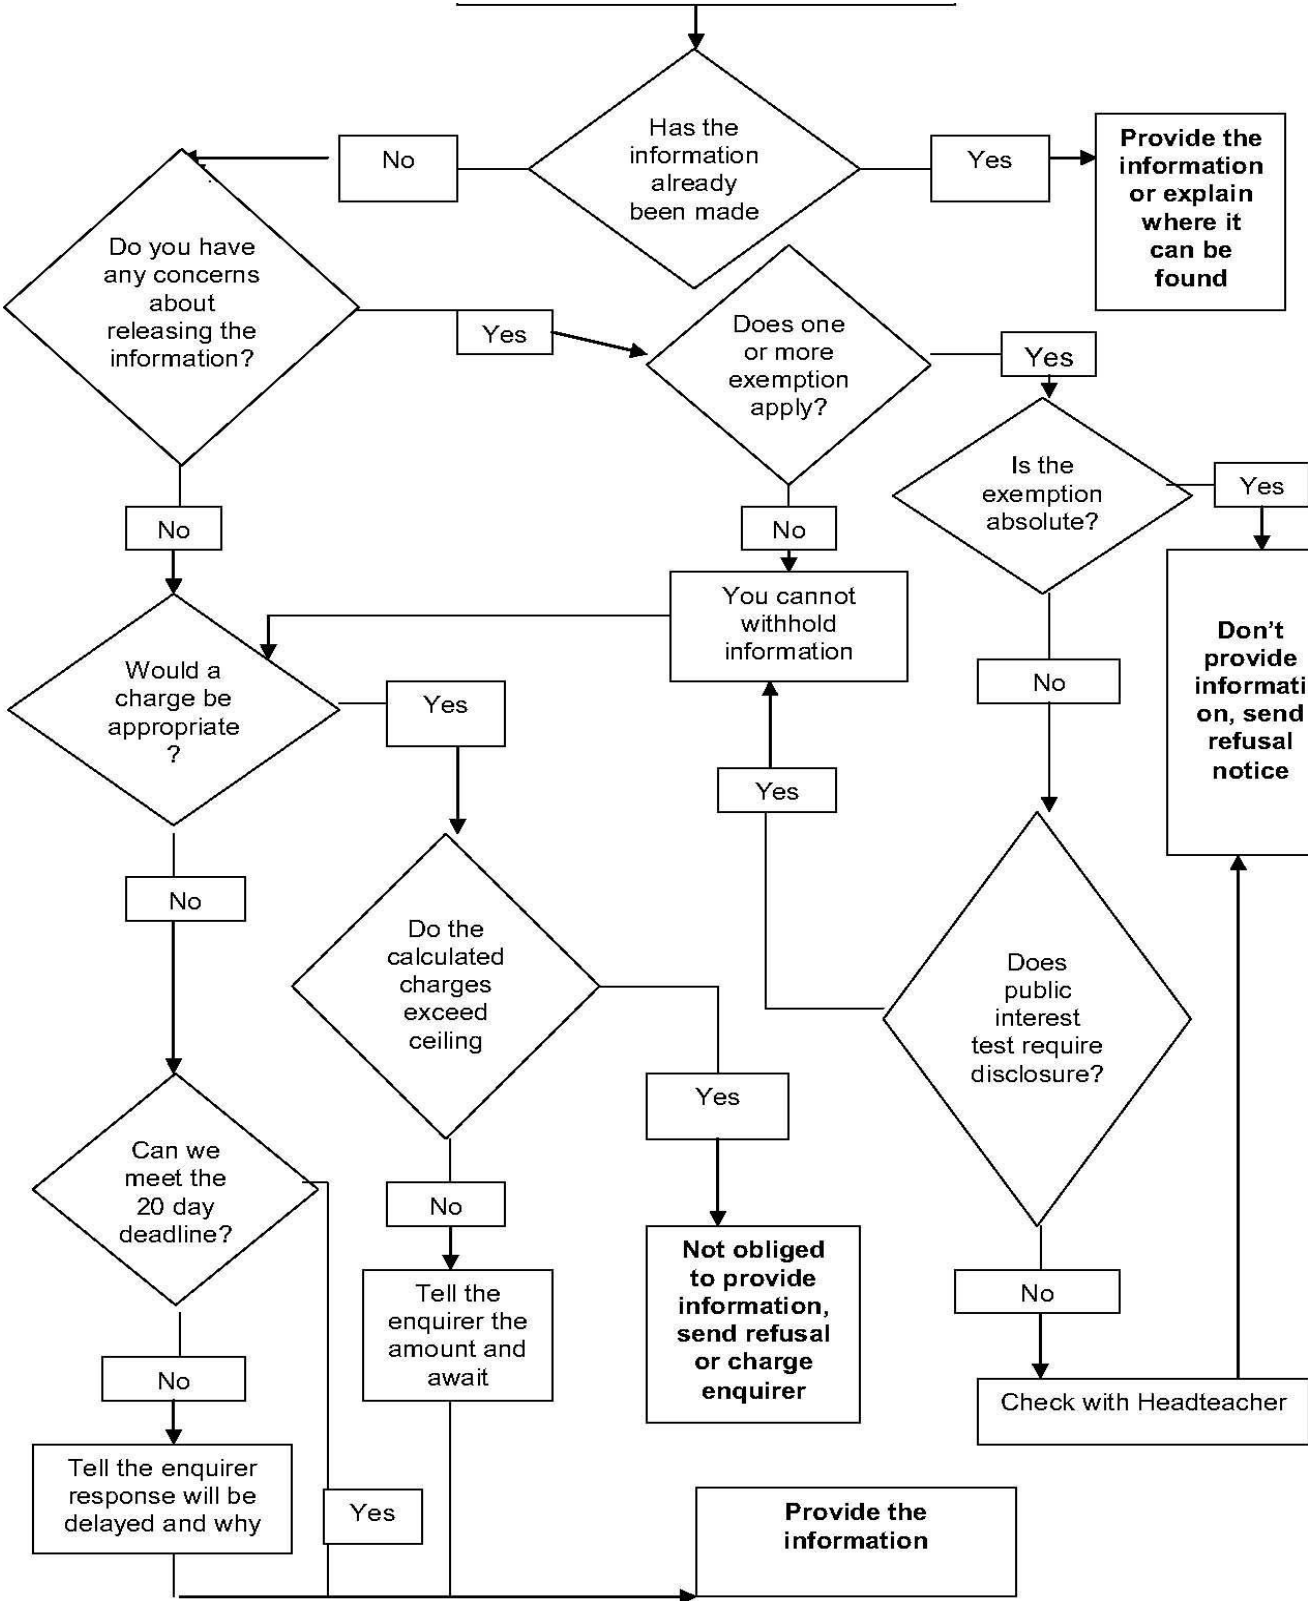 Has the
information
already
been made
No
Yes
Provide the
information
or explain
where it
can be
found
Do you have
any concerns
about
releasing the
information?
Yes
Does one
or more
exemption
apply?
Yes
Is the
exemption
absolute?
Yes
No
No
You cannot
withhold
information
Don't
provide
informati
on, send
refusal
notice
No
Would a
charge be
appropriate
?
Yes
Yes
No
Do the
calculated
charges
exceed
ceiling
Does
public
interest
test require
disclosure?
Yes
Can we
meet the
20 day
deadline?
No
Not obliged
to provide
information,
send refusal
or charge
enquirer
No
Tell the
enquirer the
amount and
await
No
Check with Headteacher
Tell the enquirer
response will be
delayed and why
Yes
Provide the
information